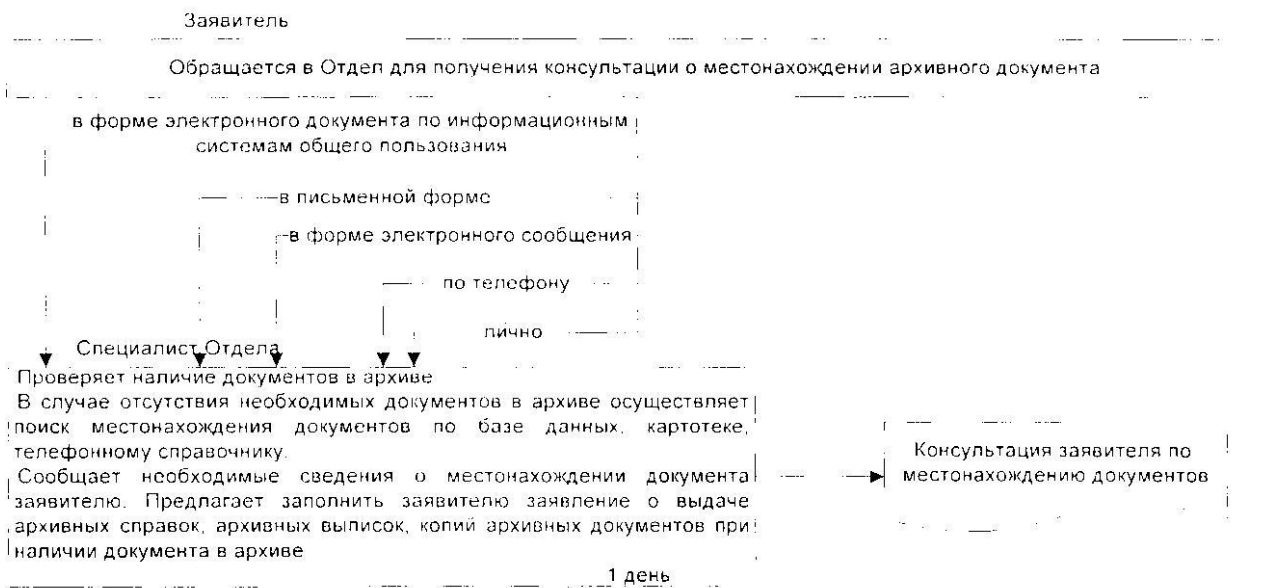 Заявитель
Обращается в Отдел для получения консультации о местонахождении архивного документа
в форме электронного документа по информационным
системам общего пользования
в письменной форме
в форме электронного сообщения
по телефону
лично
Специалист Отдела
Проверяет наличие документов в архиве
В случае отсутствия необходимых документов в архиве осуществляет
поиск местонахождения документов по базе данных, картотеке,
телефонному справочнику.
Сообщает необходимые сведения о местонахождении документа
заявителю. Предлагает заполнить заявителю заявление о выдаче
архивных справок, архивных выписок, копий архивных документов при
наличии документа в архиве
Консультация заявителя по
местонахождению документов
1 день